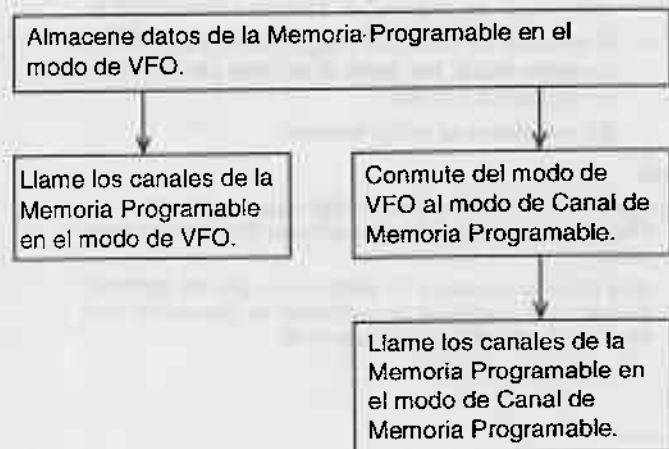 Almacene datos de la Memoria Programable en el
modo de VFO.
Llame los canales de la
Memoria Programable
en el modo de VFO.
Conmute del modo de
VFO al modo de Canal de
Memoria Programable.
Llame los canales de la
Memoria Programable en
el modo de Canal de
Memoria Programable.